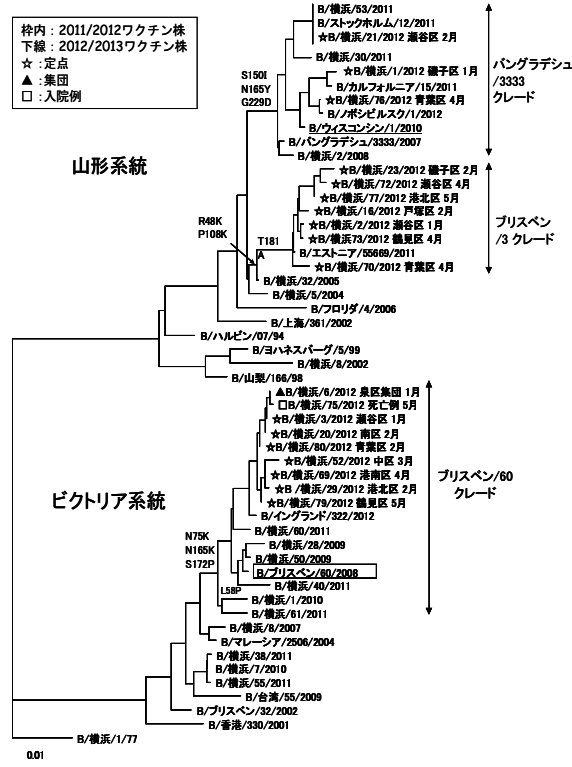 枠内：2011/2012ワクチン株
下線：2012/2013ワクチン株
☆：定点
▲：集団
□：入院例
B/横浜/53/2011
B/ストックホルム/12/2011
☆B/横浜/21/2012 瀬谷区 2月
B/横浜/30/2011
☆B/横浜/1/2012 磯子区 1月
B/カルフォルニア/15/2011
☆B/横浜/76/2012 青葉区 4月
B/ノボシビルスク/1/2012
B/ウィスコンシン/1/2010
B/バングラデシュ/3333/2007
B/横浜/2/2008
S150I
N165Y
G229D
バングラデシュ
/3333
クレード
山形系統
☆B/横浜/23/2012 磯子区 2月
☆B/横浜/72/2012 瀬谷区 4月
☆B/横浜/77/2012 港北区 5月
☆B/横浜/16/2012 戸塚区 2月
☆B/横浜/2/2012 瀬谷区 1月
☆B/横浜73/2012 鶴見区 4月
B/エストニア/55669/2011
☆B/横浜/70/2012 青葉区 4月
R48K
P108K
T181
A
ブリスベン
/3 クレード
B/横浜/32/2005
B/横浜/5/2004
B/フロリダ/4/2006
B/上海/361/2002
B/ハルビン/07/94
B/ヨハネスバーグ/5/99
B/横浜/8/2002
B/山梨/166/98
▲B/横浜/6/2012 泉区集団 1月
□B/横浜/75/2012 死亡例 5月
☆B/横浜/3/2012 瀬谷区 1月
☆B/横浜/20/2012 南区 2月
☆B/横浜/80/2012 青葉区 2月
☆B/横浜/52/2012 中区 3月
☆B/横浜/69/2012 港南区 4月
☆B /横浜/29/2012 港北区 2月
☆B/横浜/79/2012 鶴見区 5月
B/イングランド/322/2012
ブリスベン/60
クレード
ビクトリア系統
B/横浜/60/2011
B/横浜/28/2009
B/横浜/50/2009
B/ブリスベン/60/2008
B/横浜/40/2011
N75K
N165K
S172P
L58P
B/横浜/1/2010
B/横浜/61/2011
B/横浜/8/2007
B/マレーシア/2506/2004
B/横浜/38/2011
B/横浜/7/2010
B/横浜/55/2011
B/台湾/55/2009
B/ブリスベン/32/2002
B/香港/330/2001
B/横浜/1/77
0.01